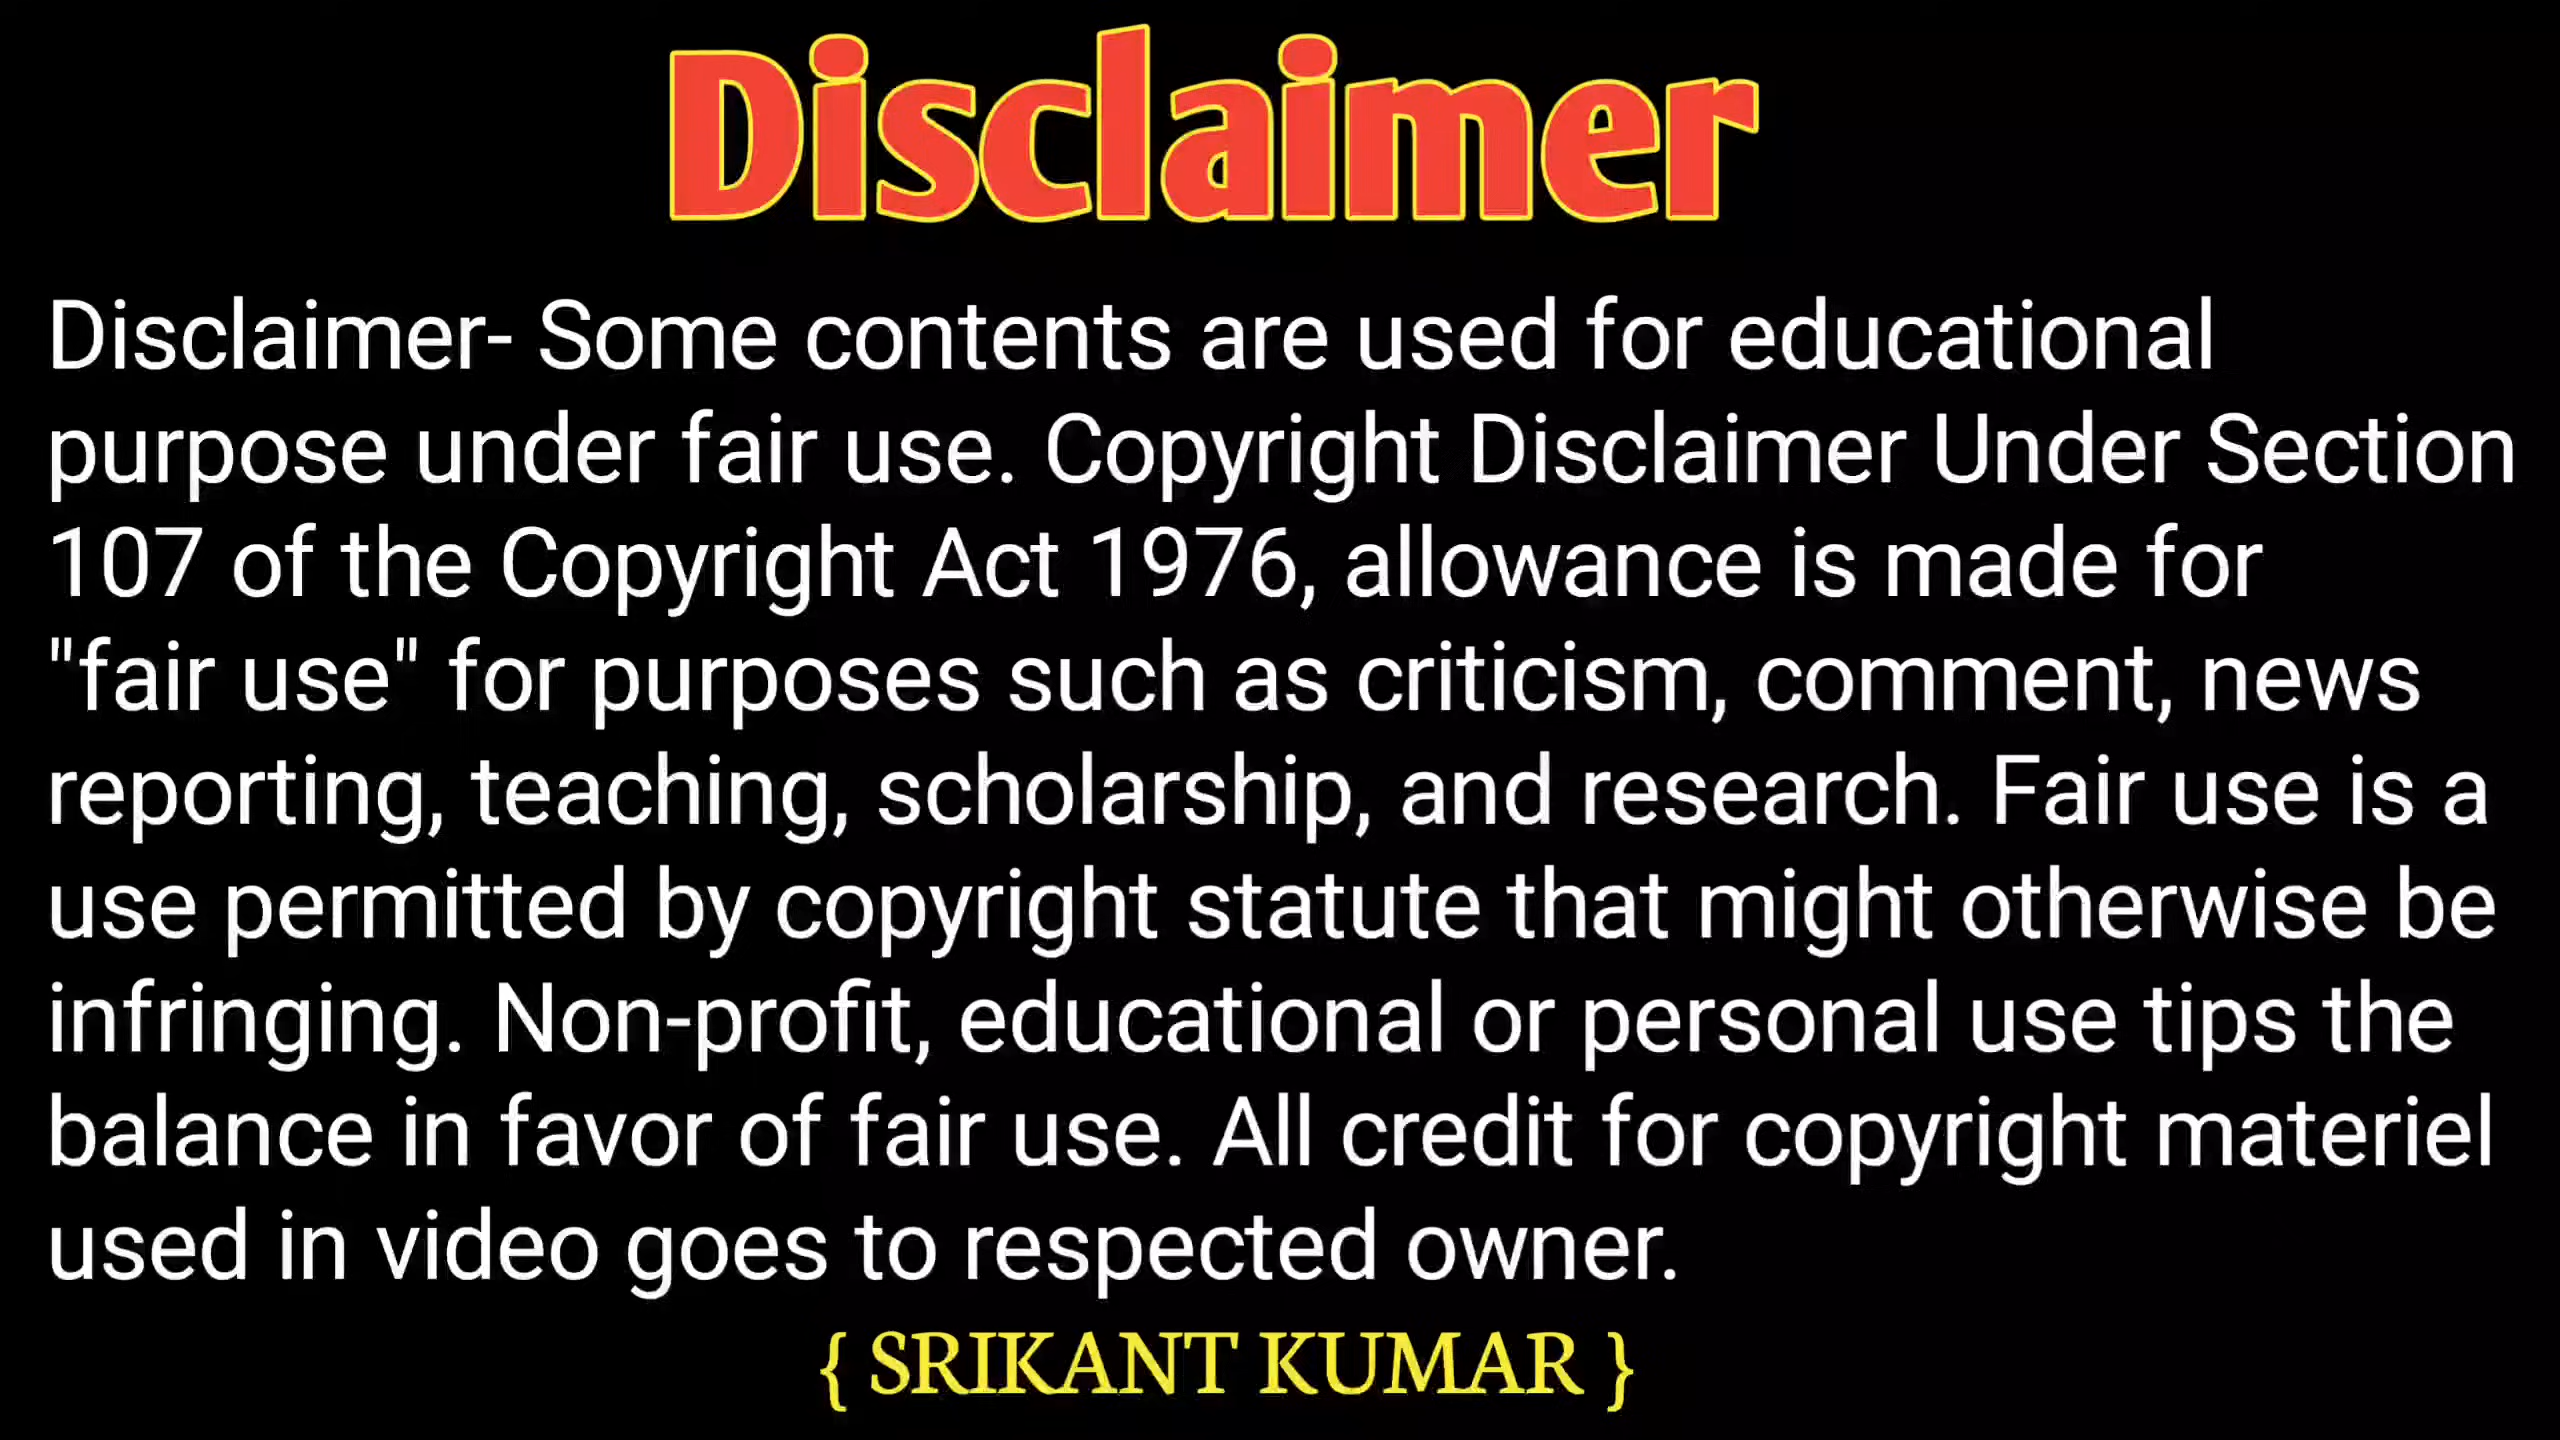 Disclaimer
Disclaimer- Some contents are used for educational
purpose under fair use. Copyright Disclaimer Under Section
107 of the Copyright Act 1976, allowance is made for
"fair use" for purposes such as criticism, comment, news
reporting, teaching, scholarship, and research. Fair use is a
use permitted by copyright statute that might otherwise be
infringing. Non-profit, educational or personal use tips the
balance in favor of fair use. All credit for copyright materiel
used in video goes to respected owner.
{ SRIKANT KUMAR }